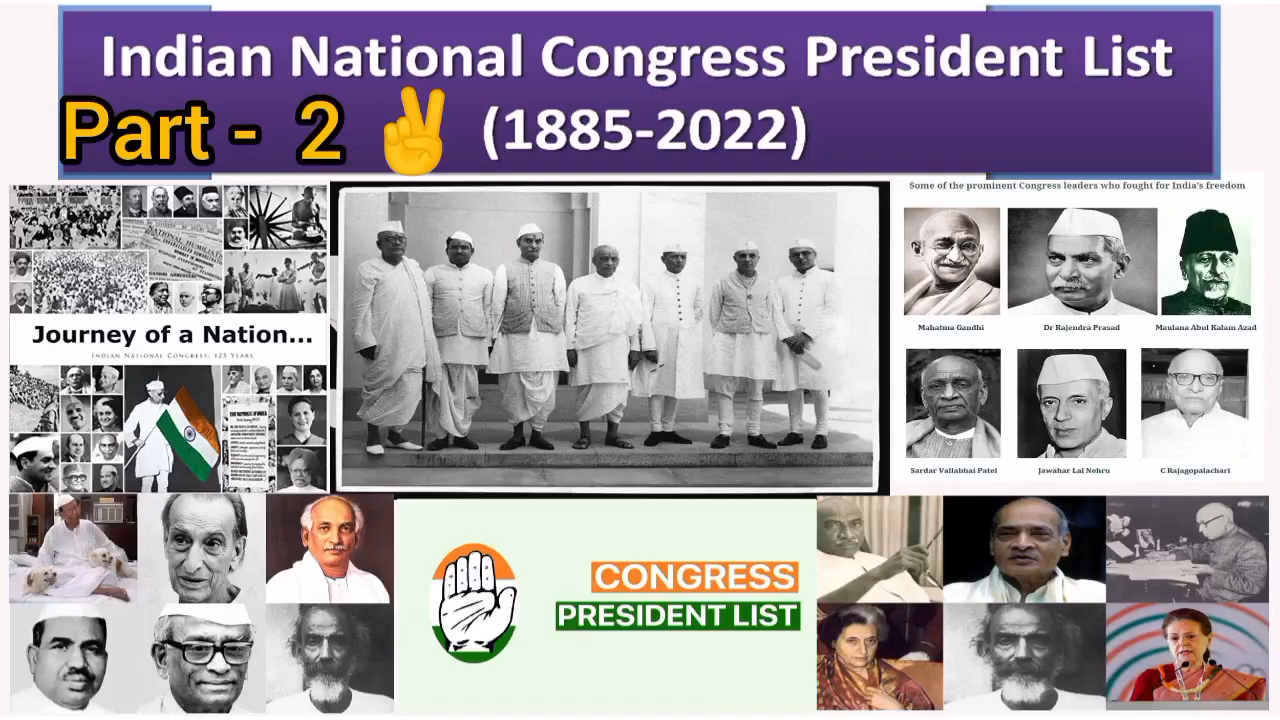 Indian National Congress President List
Part - 2 ✌ (1885-2022)
Some of the prominent Congress leaders who fought for India's freedom
Mahatma Gandhi
Dr Rajendra Prasad
Maulana Abul Kalam Azad
Journey of a Nation...
INDIAN NATIONAL CONGRESS: 125 YEARS
Sardar Vallabhai Patel
Jawahar Lal Nehru
C Rajagopalachari
CONGRESS
PRESIDENT LIST